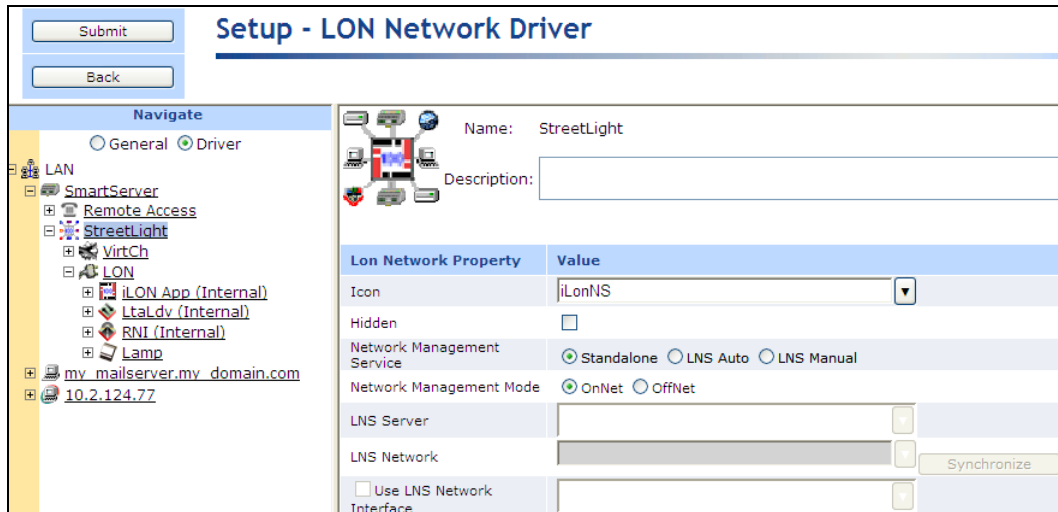 Submit
Setup - LON Network Driver
Back
Navigate
General Driver
LAN
SmartServer
Remote Access
StreetLight
VirtCh
LON
iLON App (Internal)
LtaLdv (Internal)
RNI (Internal)
Lamp
my_mailserver.my_domain.com
10.2.124.77
Name: StreetLight
Description:
Lon Network Property Value
Icon iLonNS
Hidden
Network Management
Service
Standalone LNS Auto LNS Manual
Network Management Mode OnNet OffNet
LNS Server
LNS Network
Synchronize
Use LNS Network
Interface